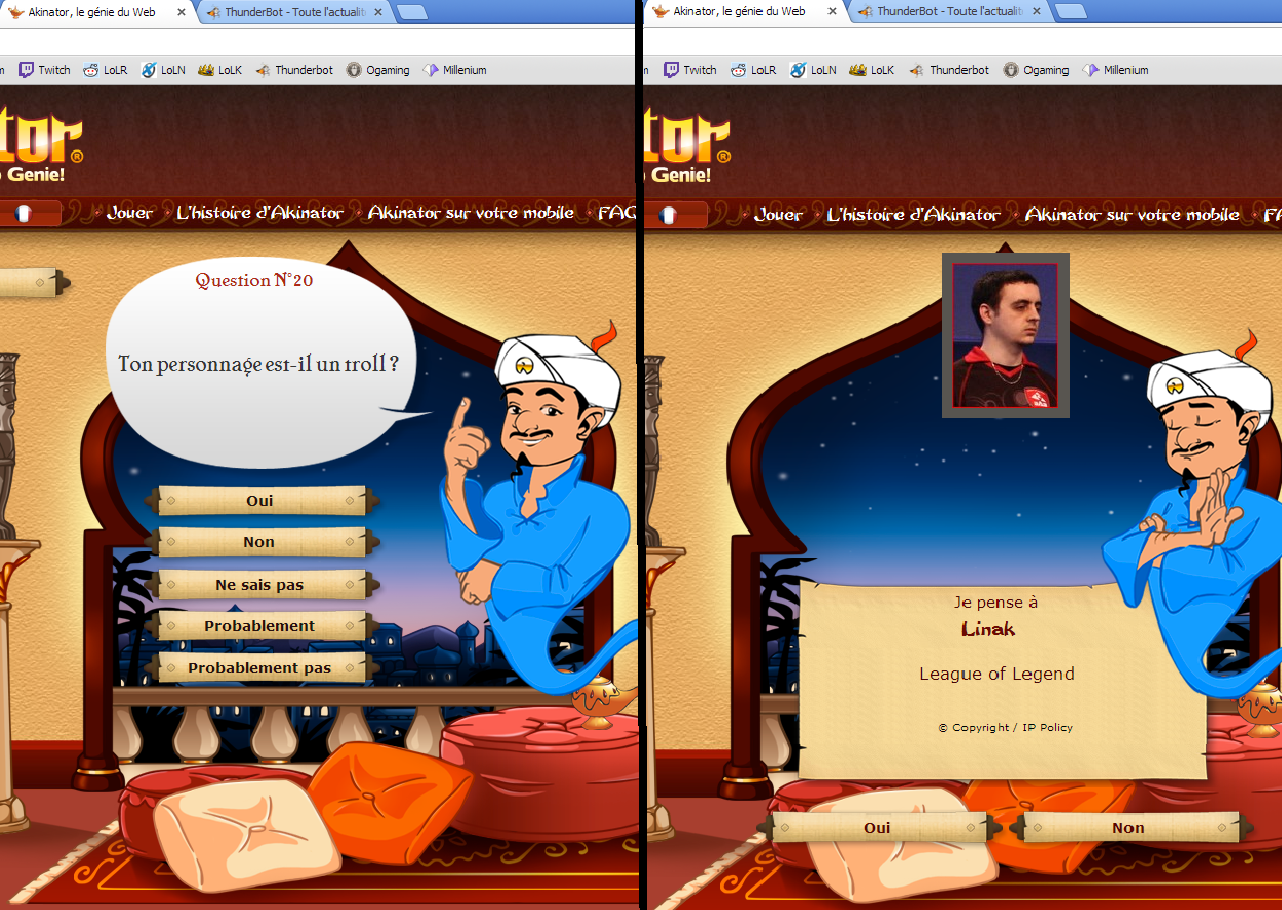 Akinator, le génie du Web
ThunderBot - Toute l'actualit
Twitch LoLR LoLN LoLK Thunderbot Ogaming Millenium
tor®
Genie!
Jouer L'histoire d'Akinator Akinator sur votre mobile FAQ
Question N°20
Ton personnage est-il un troll ?
Oui
Non
Ne sais pas
Probablement
Probablement pas
Akinator, le génie du Web
ThunderBot - Toute l'actualit
Twitch LoLR LoLN LoLK Thunderbot Ogaming Millenium
tor®
Genie!
Jouer L'histoire d'Akinator Akinator sur votre mobile FA
Je pense à
Linak
League of Legend
© Copyright / IP Policy
Oui Non